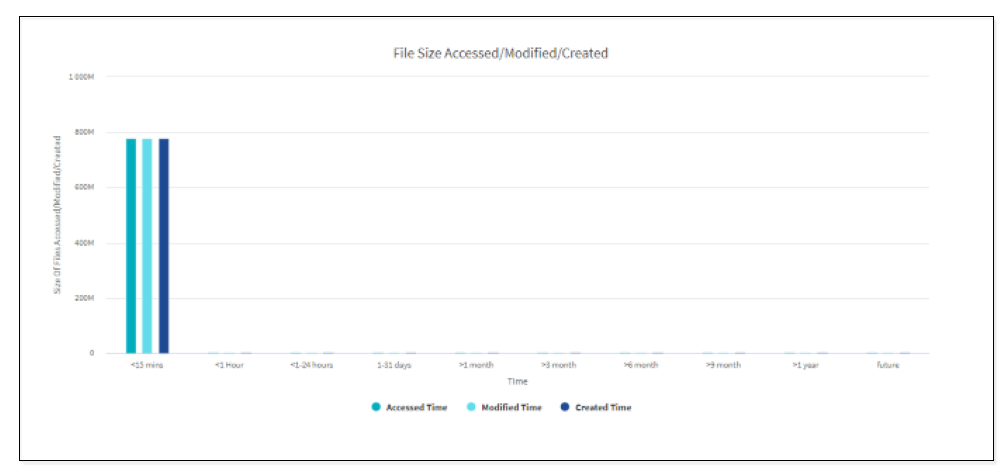 File Size Accessed/Modified/Created
1 000M
800M
600M
400M
200M
0
Size Of Files Accessed/Modified/Created
<15 mins
<1 Hour
<1-24 hours
1-31 days
>1 month
>3 month
>6 month
>9 month
>1 year
future
Time
Accessed Time
Modified Time
Created Time